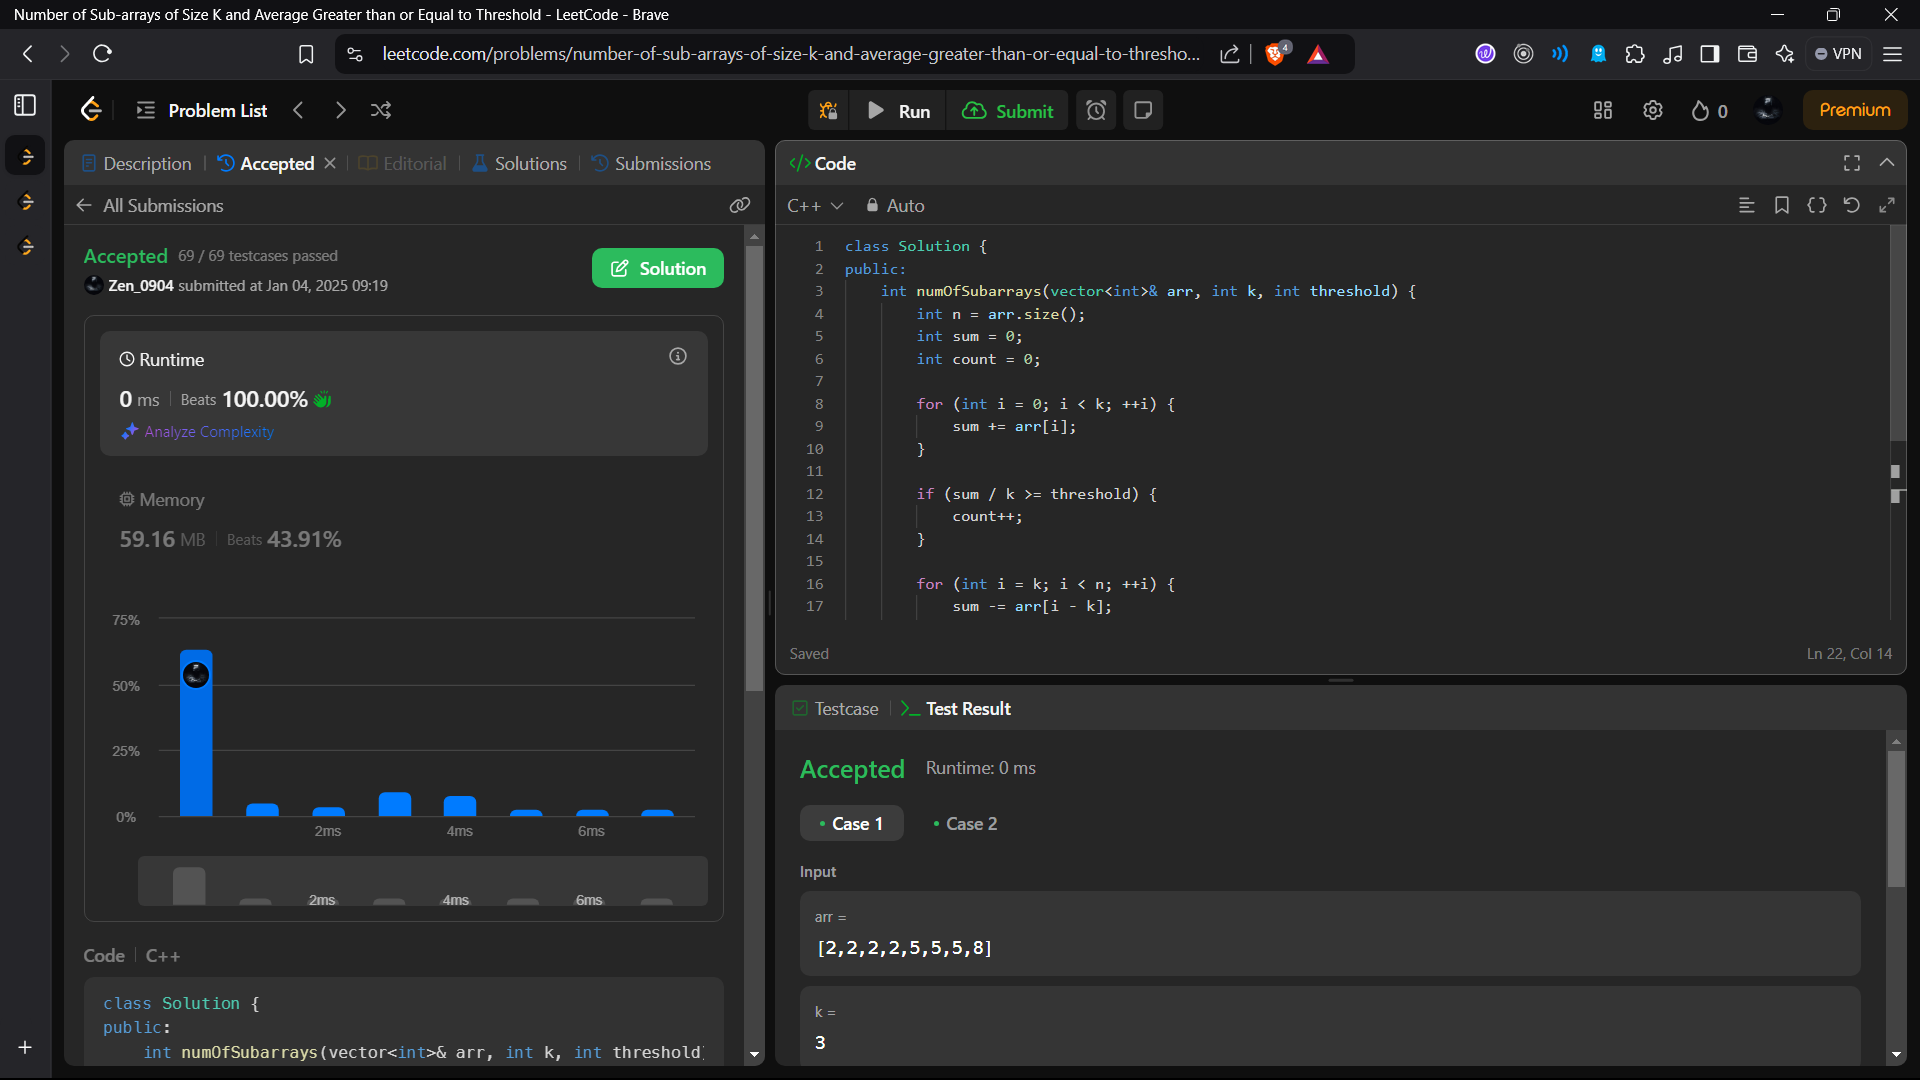 Number of Sub-arrays of Size K and Average Greater than or Equal to Threshold - LeetCode - Brave
leetcode.com/problems/number-of-sub-arrays-of-size-k-and-average-greater-than-or-equal-to-thresho...
4
VPN
Problem List
Run
Submit
0
Premium
Description
Accepted
Editorial
Solutions
Submissions
All Submissions
Accepted 69 / 69 testcases passed
Zen_0904 submitted at Jan 04, 2025 09:19
Solution
Runtime
0 ms
Beats 100.00%
Analyze Complexity
Memory
59.16 MB
Beats 43.91%
75%
50%
25%
0%
2ms
4ms
6ms
2ms
4ms
6ms
Code
C++
class Solution {
public:
int numOfSubarrays(vector<int>& arr, int k, int threshold)
</> Code
C++
Auto
1 class Solution {
2 public:
3 int numOfSubarrays(vector<int>& arr, int k, int threshold) {
4 int n = arr.size();
5 int sum = 0;
6 int count = 0;
7
8 for (int i = 0; i < k; ++i) {
9 sum += arr[i];
10 }
11
12 if (sum / k >= threshold) {
13 count++;
14 }
15
16 for (int i = k; i < n; ++i) {
17 sum -= arr[i - k];
Saved
Ln 22, Col 14
Testcase
Test Result
Accepted
Runtime: 0 ms
Case 1
Case 2
Input
arr =
[2,2,2,2,5,5,5,8]
k =
3